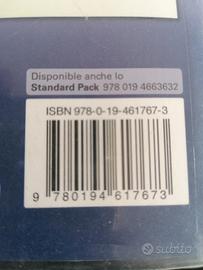 Disponibile anche lo
Standard Pack 978 019 4663632
ISBN 978-0-19-461767-3
9 780194 617673
subito